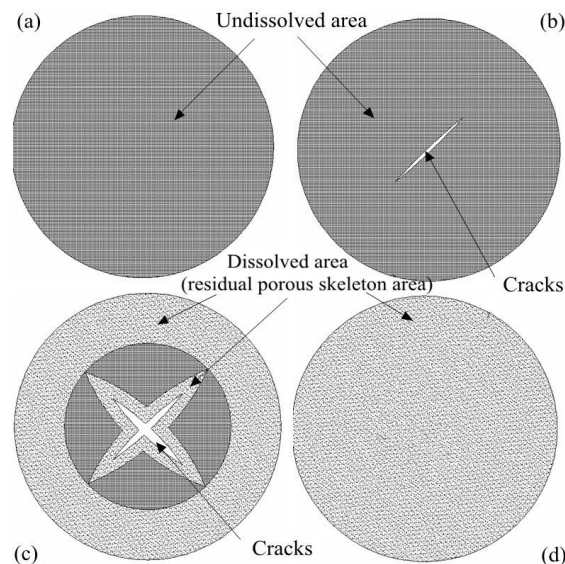 (a)
Undissolved area
(b)
Cracks
Dissolved area
(residual porous skeleton area)
(c)
Cracks
(d)